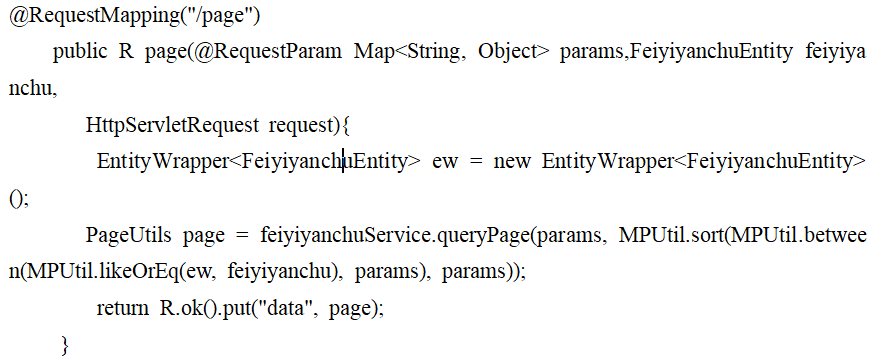 @RequestMapping("/page")
public R page(@RequestParam Map<String, Object> params,FeiyiyanchuEntity feiyiya
nchu,
HttpServletRequest request){
EntityWrapper<FeiyiyanchuEntity> ew = new EntityWrapper<FeiyiyanchuEntity>
();
PageUtils page = feiyiyanchuService.queryPage(params, MPUtil.sort(MPUtil.betwee
n(MPUtil.likeOrEq(ew, feiyiyanchu), params), params));
return R.ok().put("data", page);
}